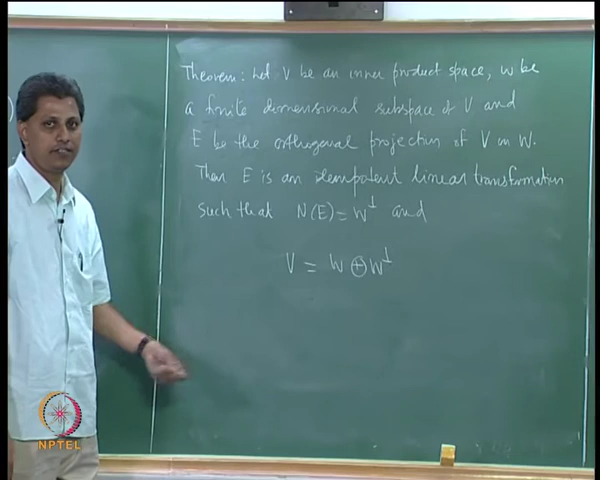 Theorem: Let V be an inner product space, W be
a finite dimensional subspace of V and
E be the orthogonal projection of V on W.
Then E is an idempotent linear transformation
such that N(E) = W⊥ and
V = W ⊕ W⊥
NPTEL